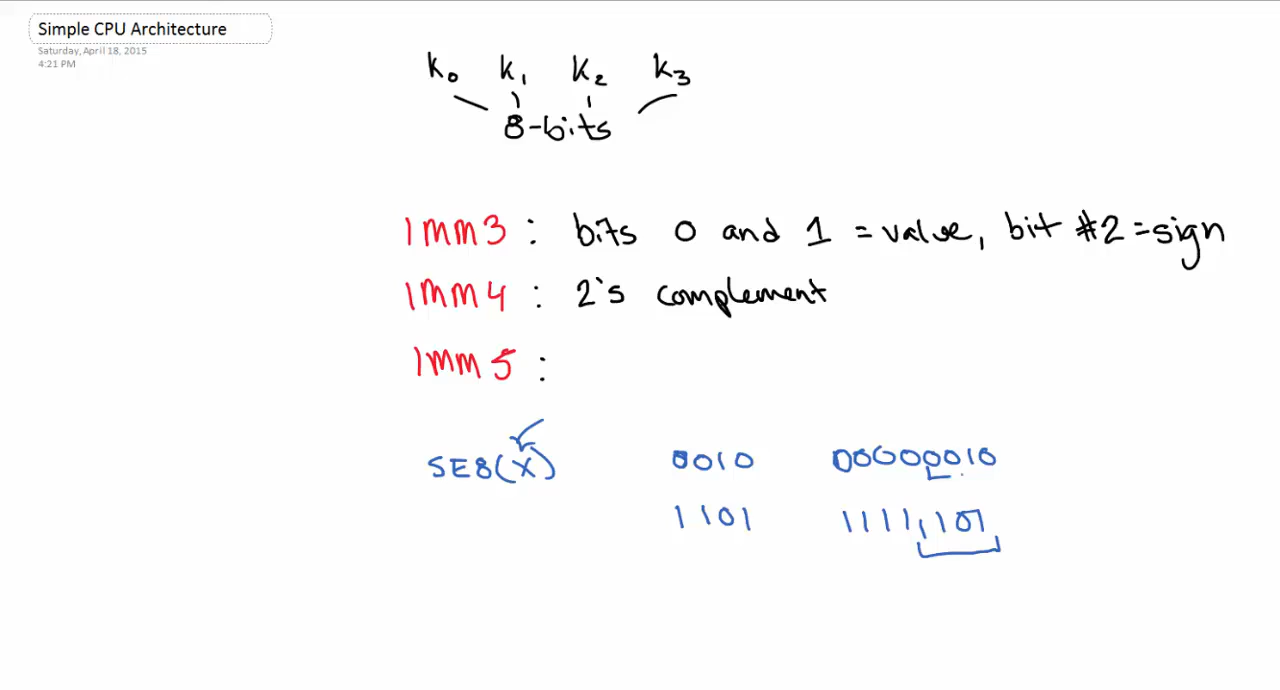 Simple CPU Architecture
Saturday, April 18, 2015
4:21 PM
k0 k1 k2 k3
8-bits
IMM3 : bits 0 and 1 = value, bit #2 = sign
IMM4 : 2's complement
IMM5 :
SE8(X) 0010 00000010
1101 11111101